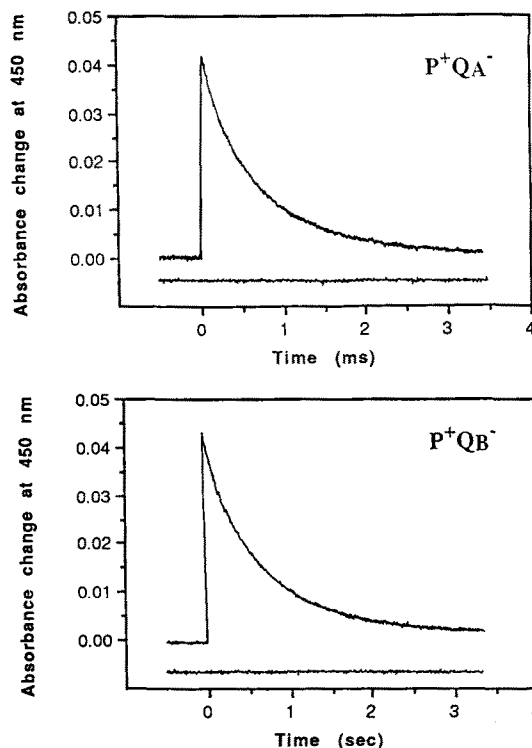 Absorbance change at 450 nm
0.05
0.04
0.03
0.02
0.01
0.00
P+QA-
0 1 2 3 4
Time (ms)
Absorbance change at 450 nm
0.05
0.04
0.03
0.02
0.01
0.00
P+QB-
0 1 2 3
Time (sec)